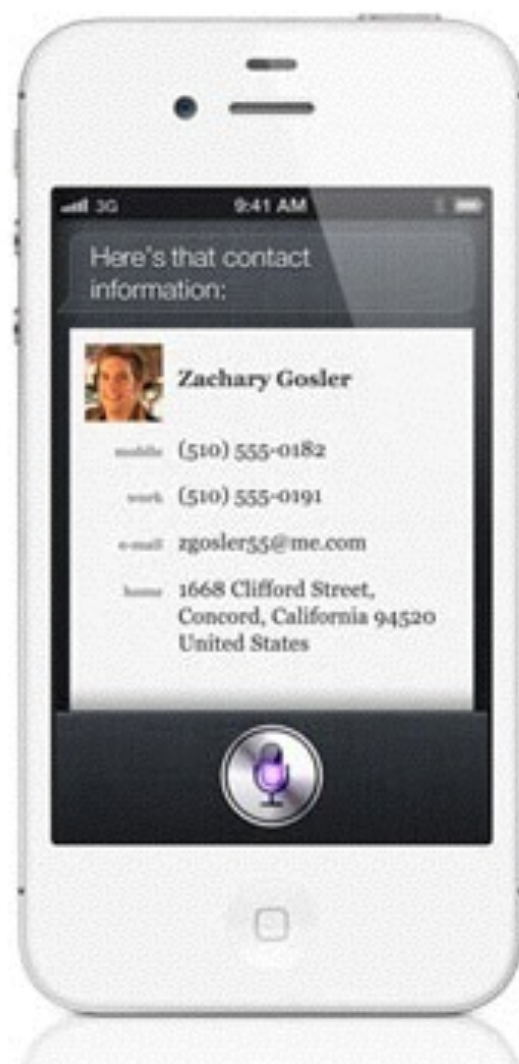 3G 9:41 AM
Here's that contact
information:
Zachary Gosler
mobile (510) 555-0182
work (510) 555-0191
e-mail zgosler55@me.com
home 1668 Clifford Street,
Concord, California 94520
United States